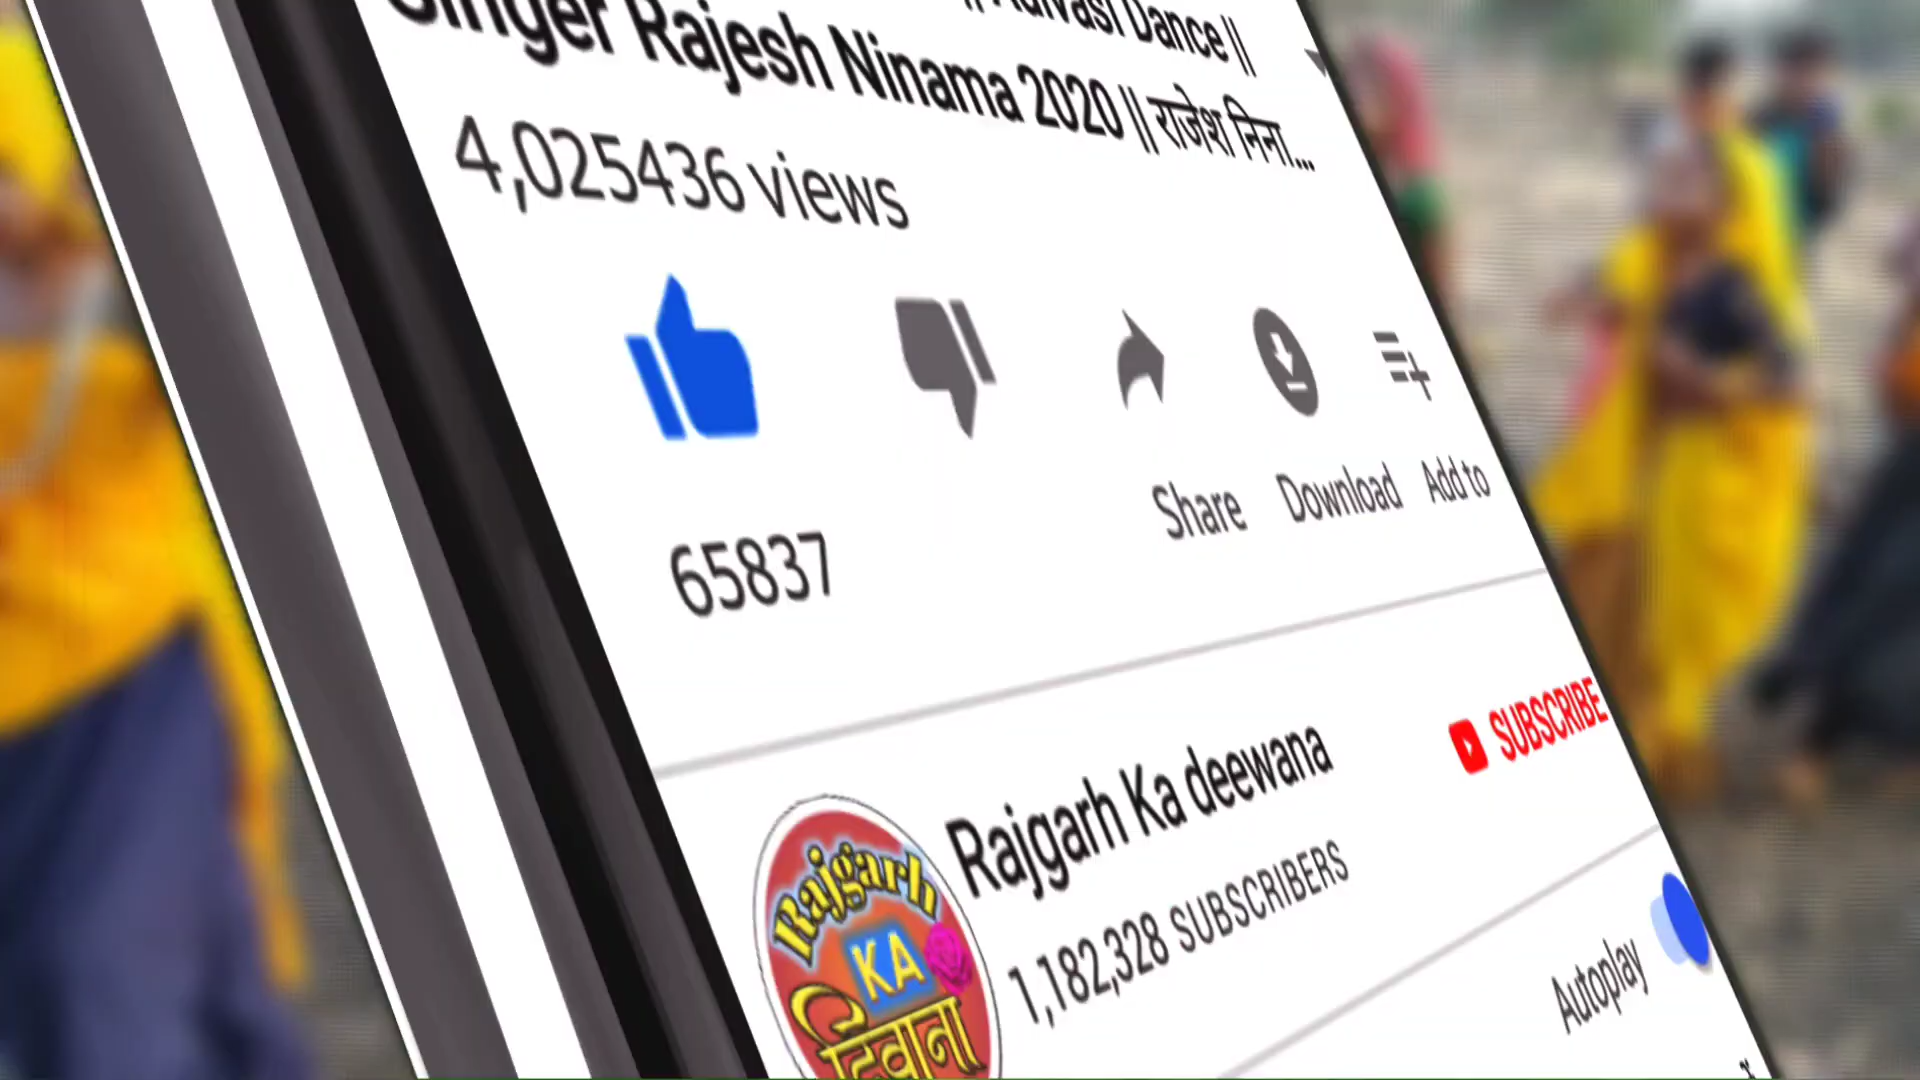 || Adivasi Dance ||
Singer Rajesh Ninama 2020 || राजेश निना...
4,025436 views
65837
Share Download Add to
Rajgarh Ka deewana
SUBSCRIBE
1,182,328 SUBSCRIBERS
Rajgarh
KA
दिवाना
Autoplay